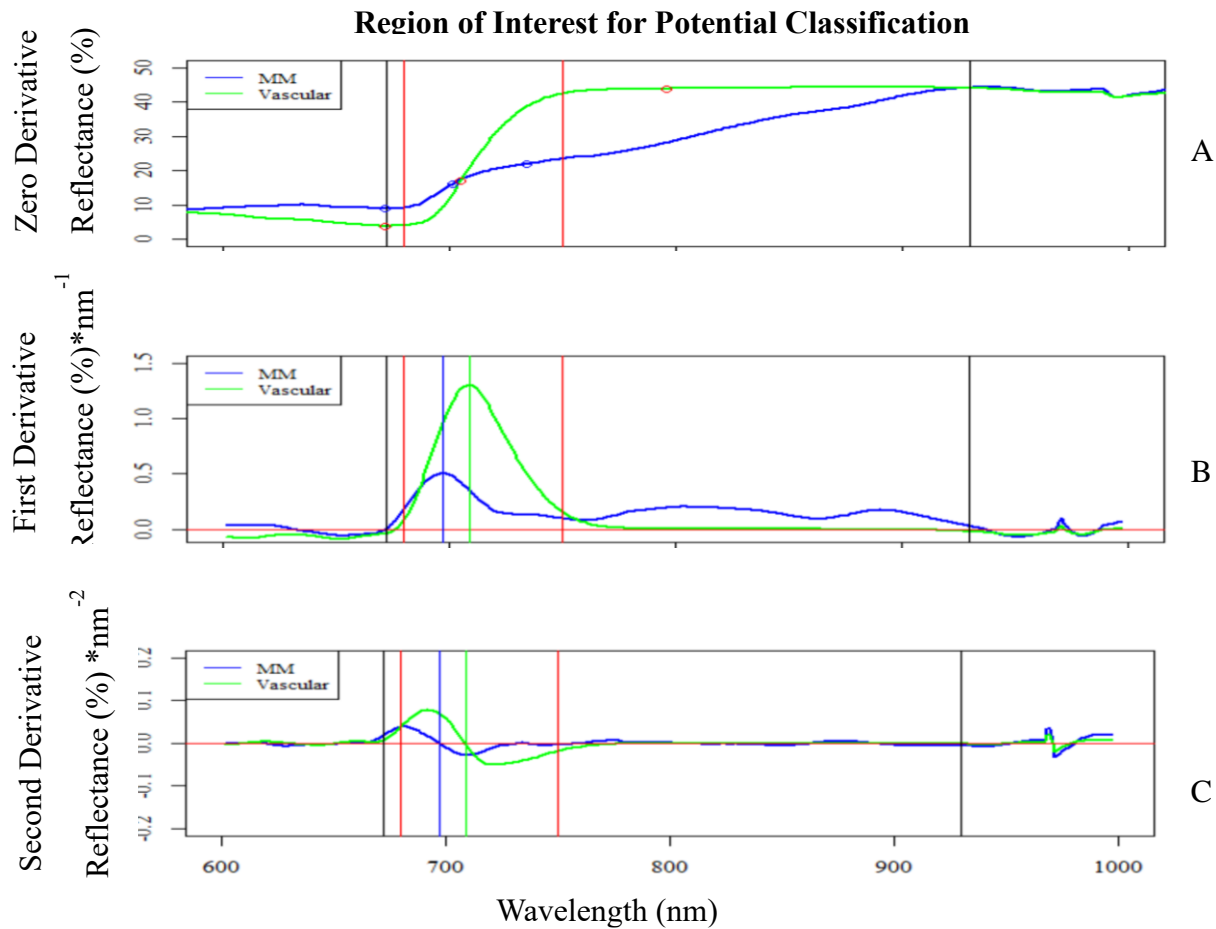 Region of Interest for Potential Classification
Zero Derivative
Reflectance (%)
50
40
30
20
10
0
MM
Vascular
A
First Derivative
Reflectance (%)*nm-1
1.5
1.0
0.5
0.0
MM
Vascular
B
Second Derivative
Reflectance (%) *nm-2
0.2
0.1
0.0
-0.1
-0.2
MM
Vascular
C
600 700 800 900 1000
Wavelength (nm)